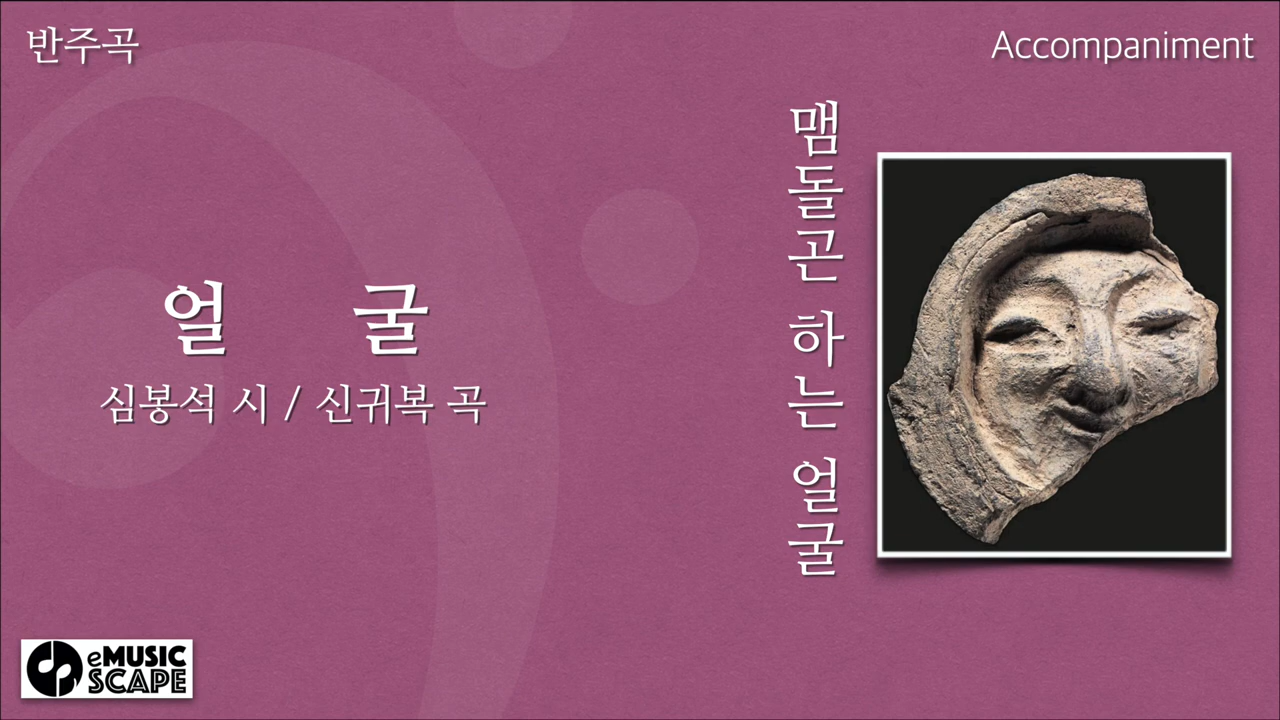 반주곡
Accompaniment
얼 굴
심봉석 시 / 신귀복 곡
맴돌곤 하는 얼굴
eMUSIC
SCAPE